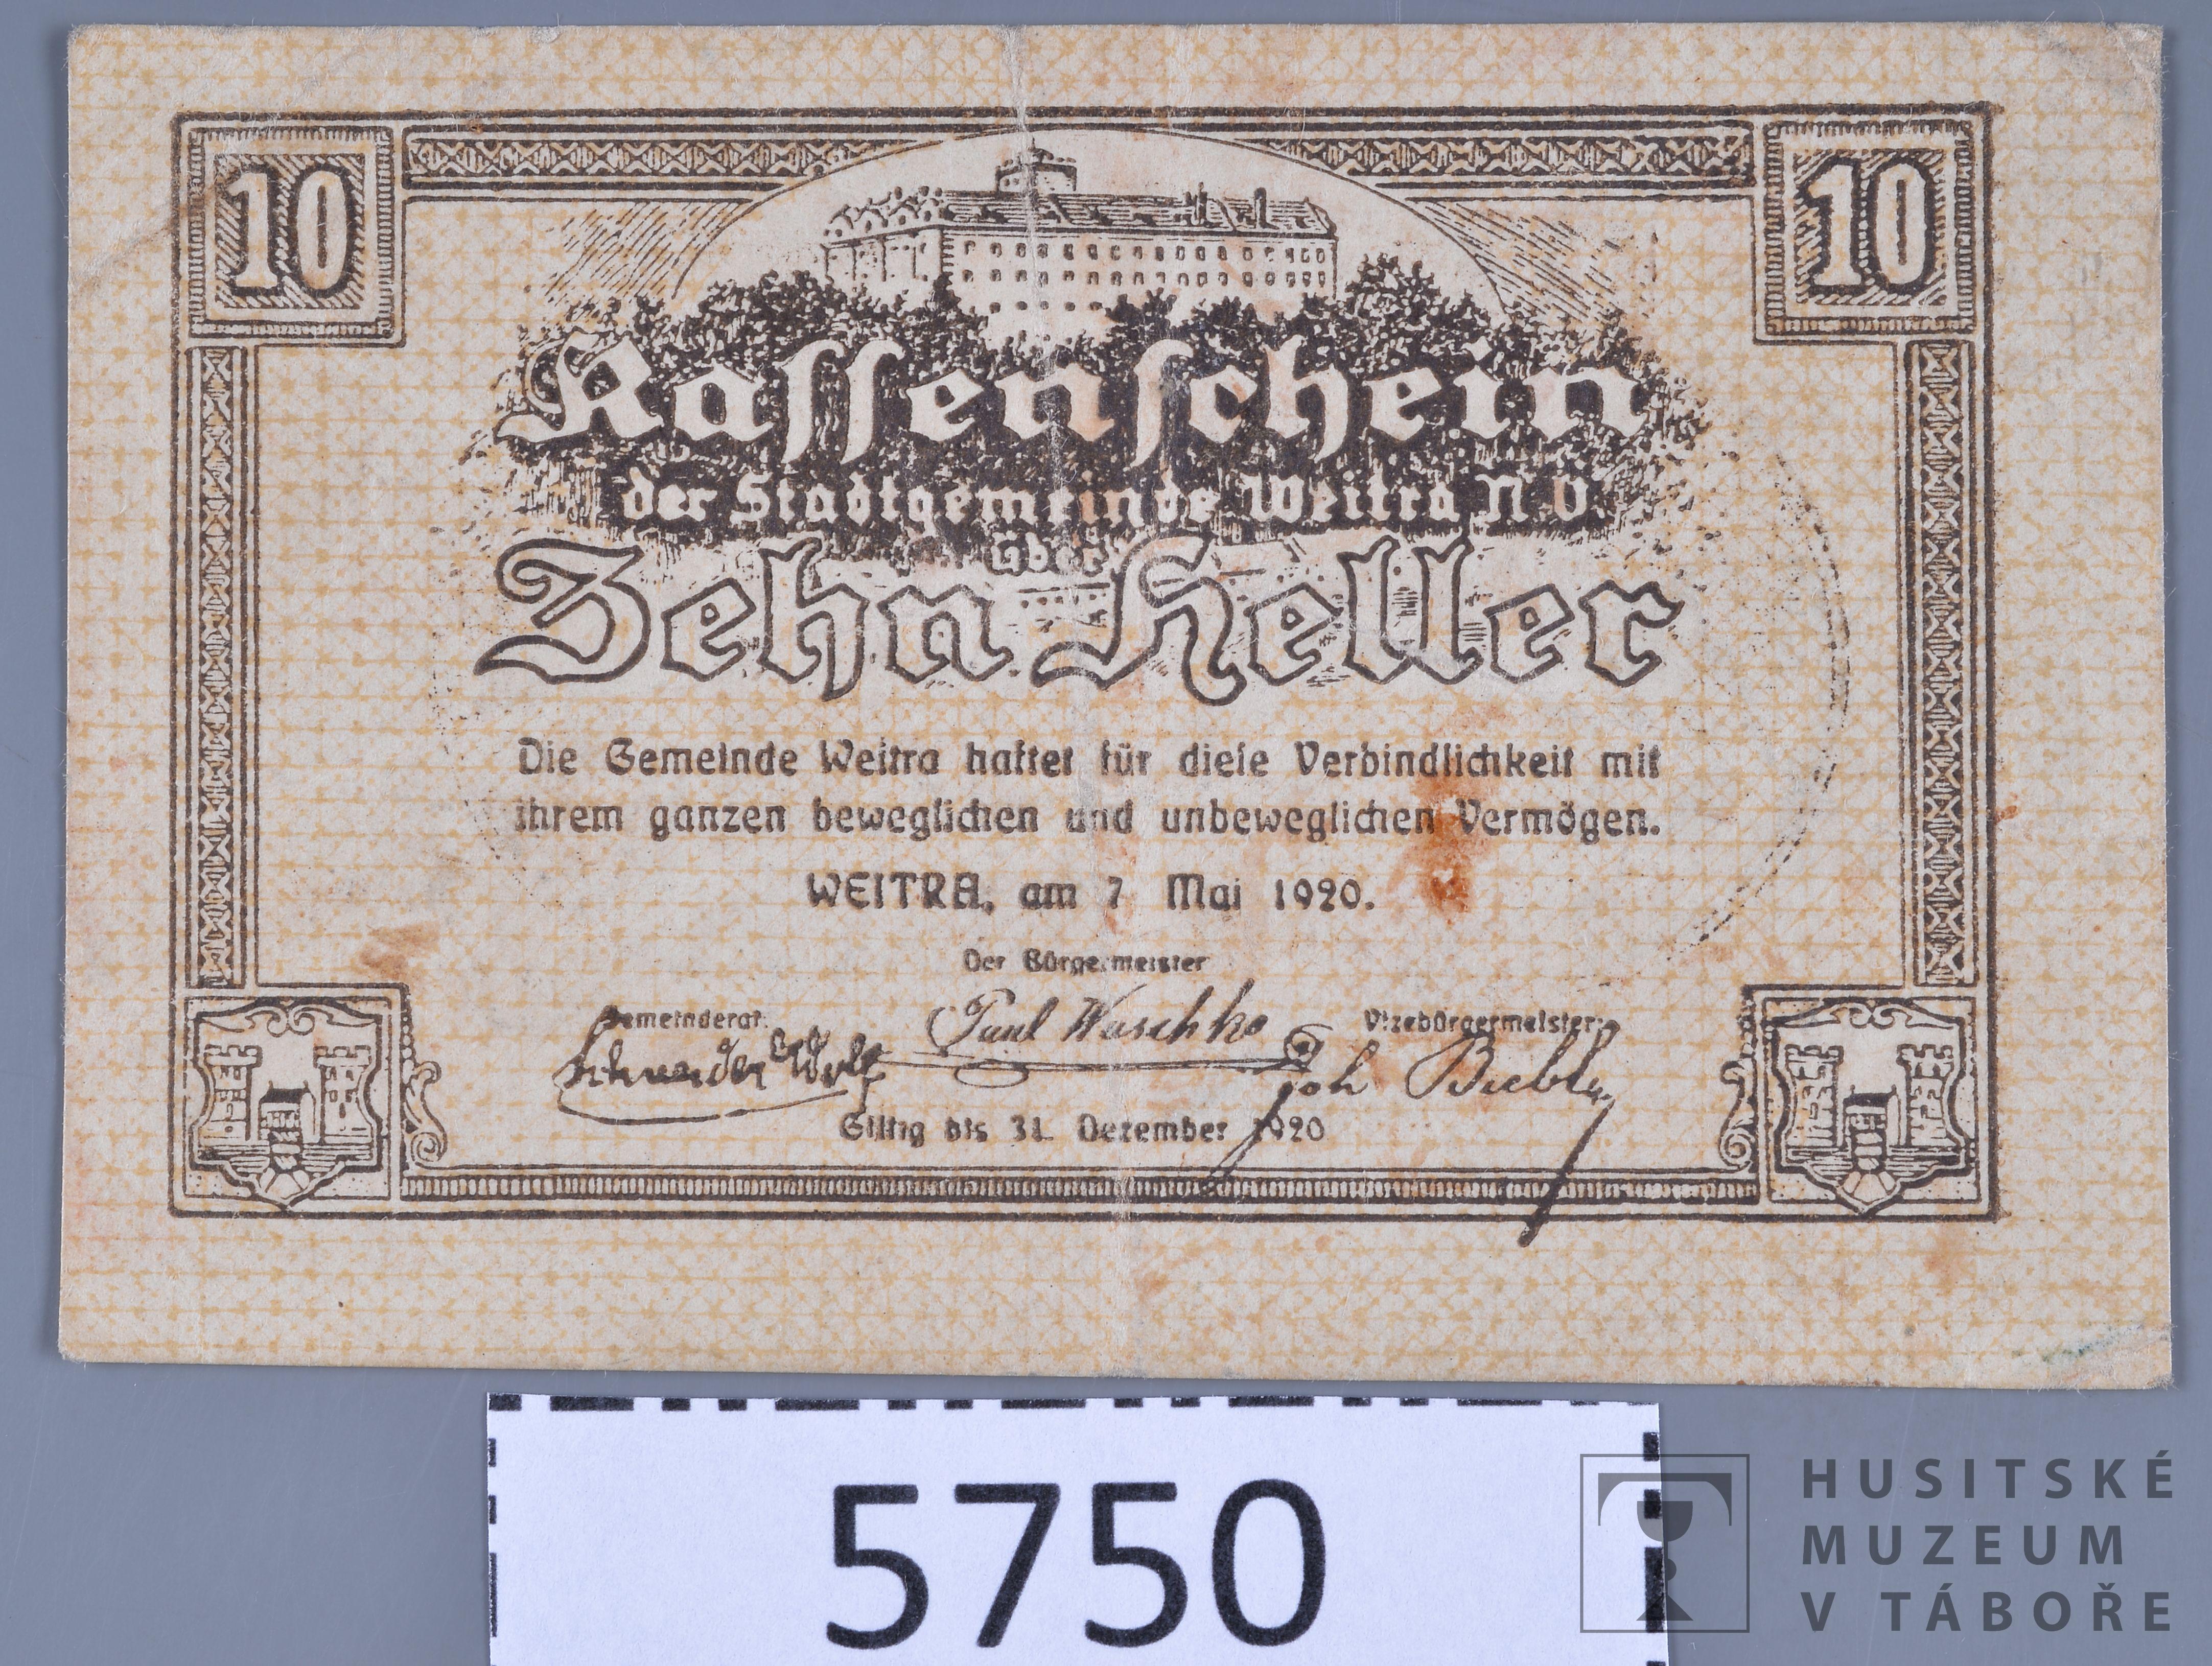 10
10
Kassenschein
der Stadtgemeinde Weitra N. Ö.
über
Zehn Heller
Die Gemeinde Weitra haftet für diese Verbindlichkeit mit
ihrem ganzen beweglichen und unbeweglichen Vermögen.
WEITRA, am 7 Mai 1920.
Der Bürgermeister
Gemeinderat:
Paul Waschko
Vizebürgermeister:
Joh
Giltig bis 31. Dezember 1920
5750
HUSITSKÉ
MUZEUM
V TÁBOŘE